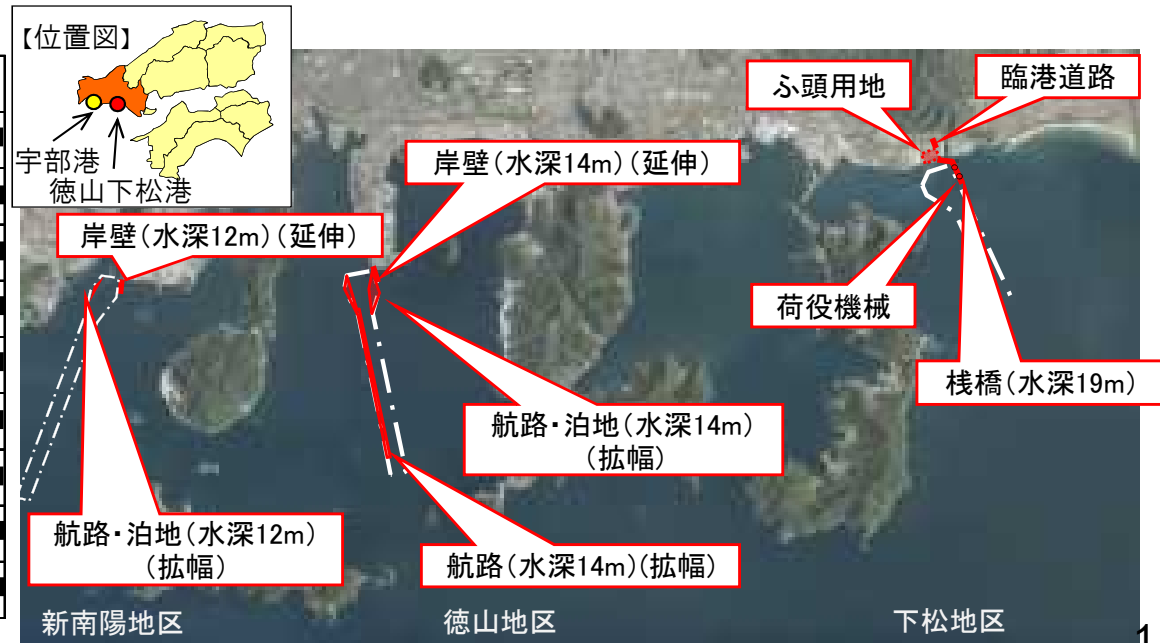 【位置図】
宇部港
徳山下松港
ふ頭用地
臨港道路
岸壁(水深14m)(延伸)
岸壁(水深12m)(延伸)
荷役機械
桟橋(水深19m)
航路・泊地(水深14m)
(拡幅)
航路・泊地(水深12m)
(拡幅)
航路(水深14m)(拡幅)
新南陽地区
徳山地区
下松地区
1